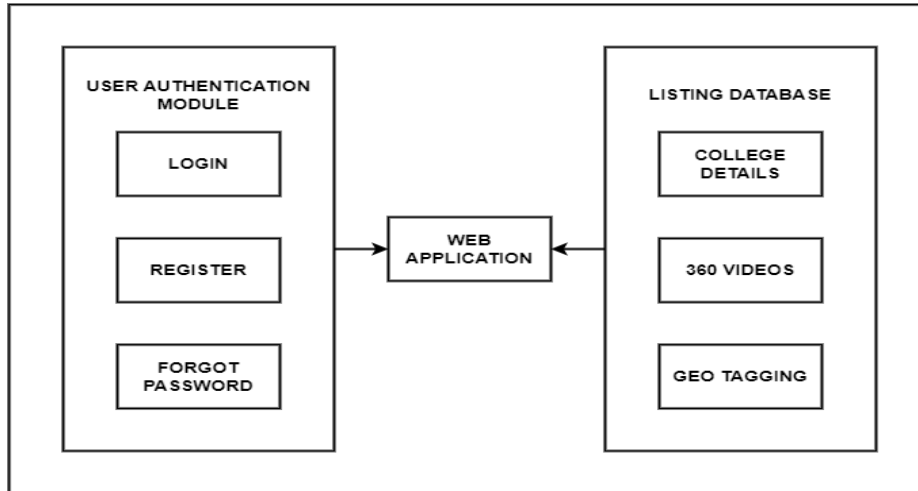 USER AUTHENTICATION
MODULE
LOGIN
REGISTER
FORGOT
PASSWORD
WEB
APPLICATION
LISTING DATABASE
COLLEGE
DETAILS
360 VIDEOS
GEO TAGGING